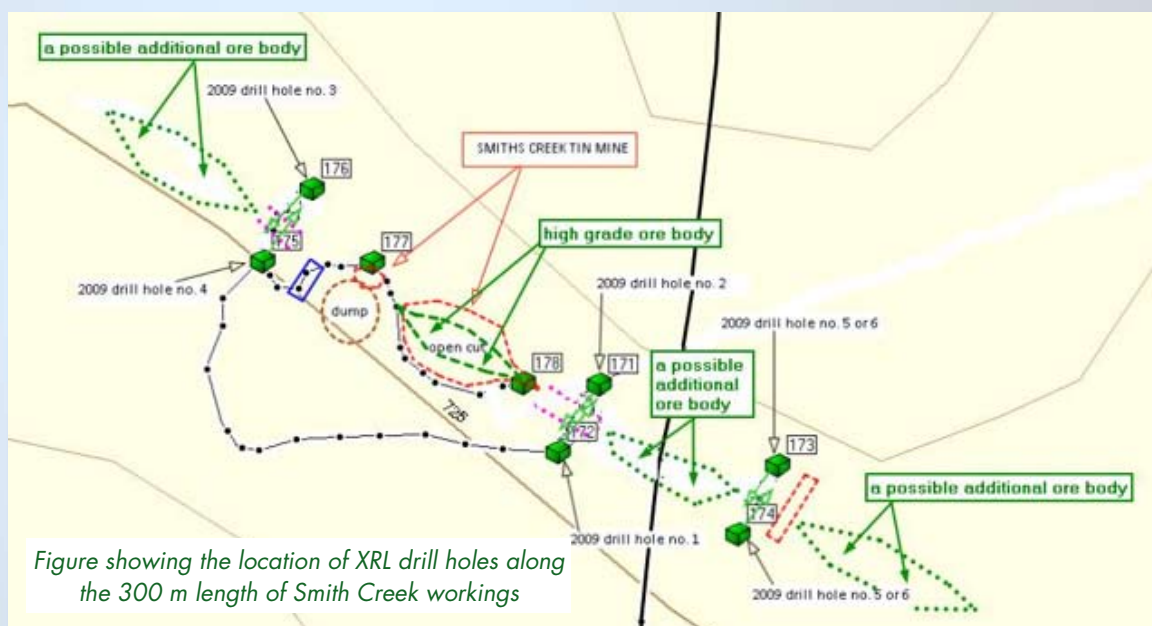 a possible additional ore body
2009 drill hole no. 3
176
SMITHS CREEK TIN MINE
175
177
high grade ore body
2009 drill hole no. 4
2009 drill hole no. 2
dump
open cut
2009 drill hole no. 5 or 6
178
171
a possible
additional
ore body
725
172
173
a possible additional ore body
174
2009 drill hole no. 1
2009 drill hole no. 5 or 6
Figure showing the location of XRL drill holes along
the 300 m length of Smith Creek workings